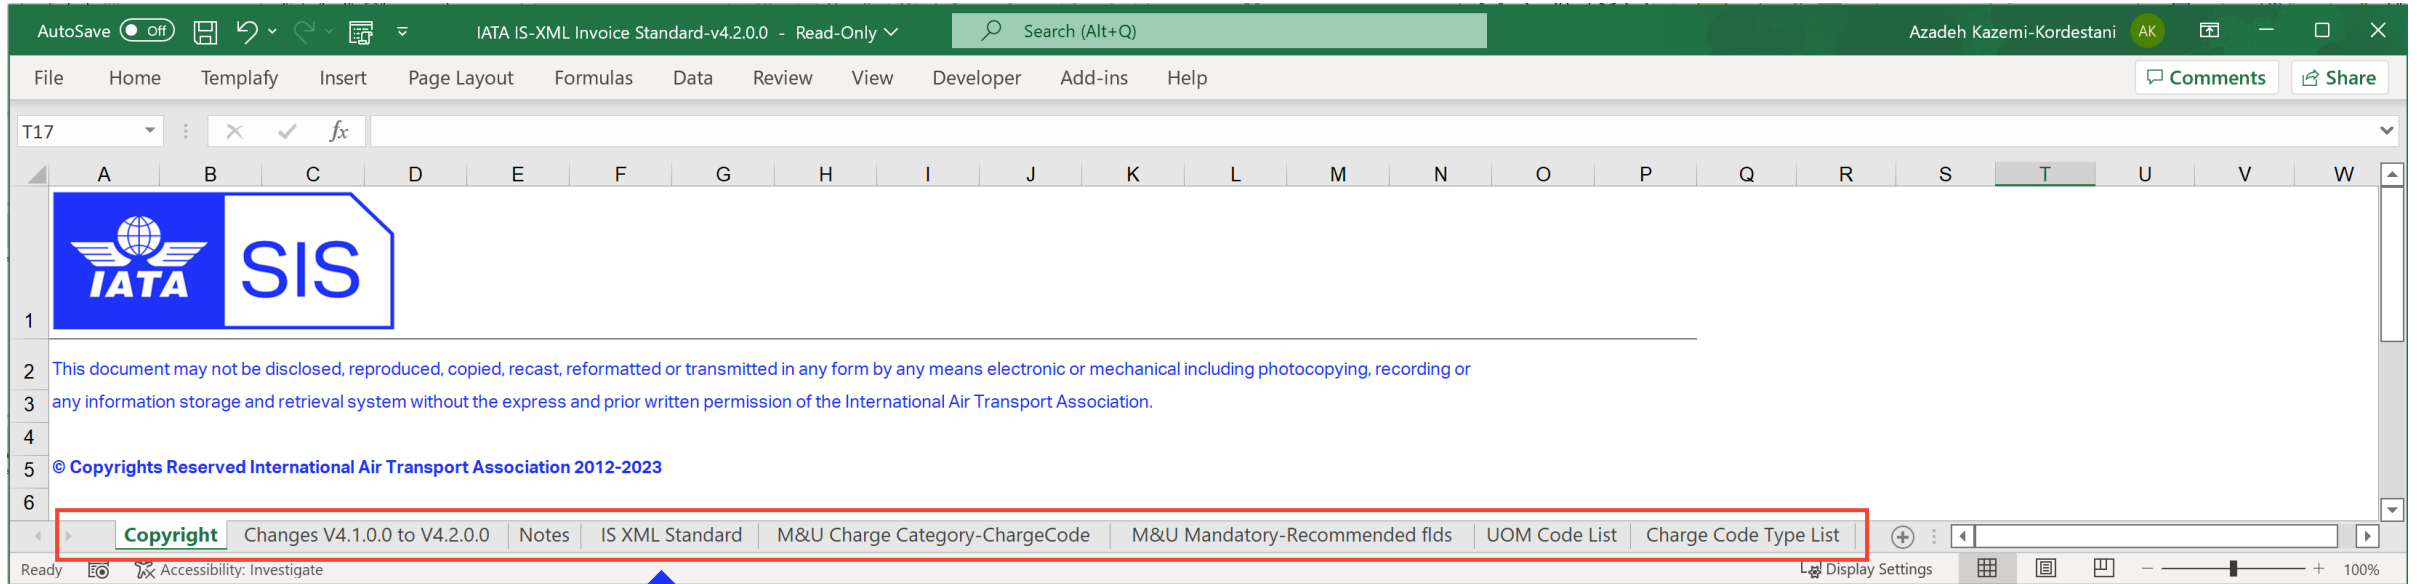 AutoSave Off IATA IS-XML Invoice Standard-v4.2.0.0 - Read-Only Search (Alt+Q) Azadeh Kazemi-Kordestani AK
File Home Templafy Insert Page Layout Formulas Data Review View Developer Add-ins Help Comments Share
T17 fx
A B C D E F G H I J K L M N O P Q R S T U V W
IATA SIS
1
2 This document may not be disclosed, reproduced, copied, recast, reformatted or transmitted in any form by any means electronic or mechanical including photocopying, recording or
3 any information storage and retrieval system without the express and prior written permission of the International Air Transport Association.
4
5 © Copyrights Reserved International Air Transport Association 2012-2023
6
Copyright Changes V4.1.0.0 to V4.2.0.0 Notes IS XML Standard M&U Charge Category-ChargeCode M&U Mandatory-Recommended flds UOM Code List Charge Code Type List
Ready Accessibility: Investigate Display Settings 100%